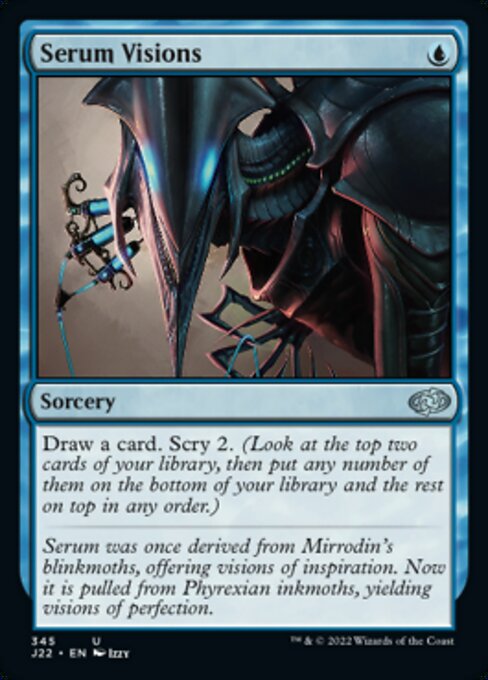 Serum Visions
Sorcery
Draw a card. Scry 2. (Look at the top two
cards of your library, then put any number of
them on the bottom of your library and the rest
on top in any order.)
Serum was once derived from Mirrodin's
blinkmoths, offering visions of inspiration. Now
it is pulled from Phyrexian inkmoths, yielding
visions of perfection.
345 U
J22 • EN Izzy
™ & © 2022 Wizards of the Coast